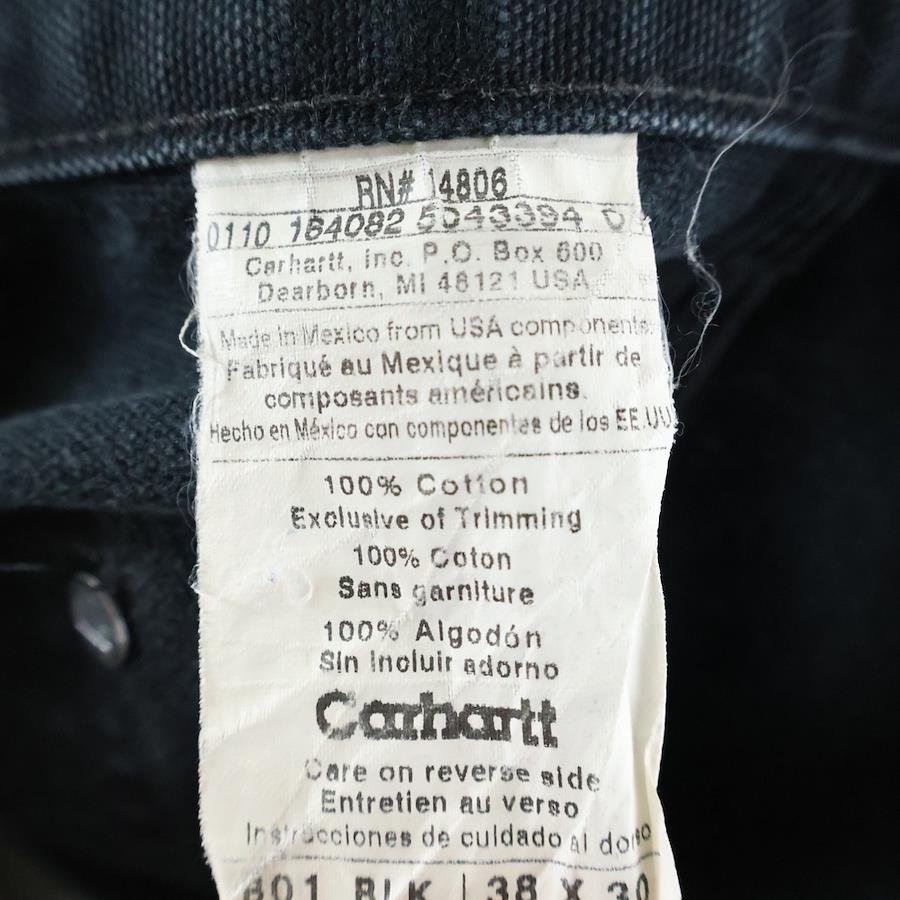 RN# 14806
0110 184082 5043394
Carhartt, Inc. P.O. Box 600
Dearborn, MI 48121 USA
Made in Mexico from USA components.
Fabriqué au Mexique à partir de
composants américains.
Hecho en México con componentes de los EE.UU
100% Cotton
Exclusive of Trimming
100% Coton
Sans garniture
100% Algodón
Sin incluir adorno
Carhartt
Care on reverse side
Entretien au verso
Instrucciones de cuidado al dorso
B01 BLK | 38 X 30